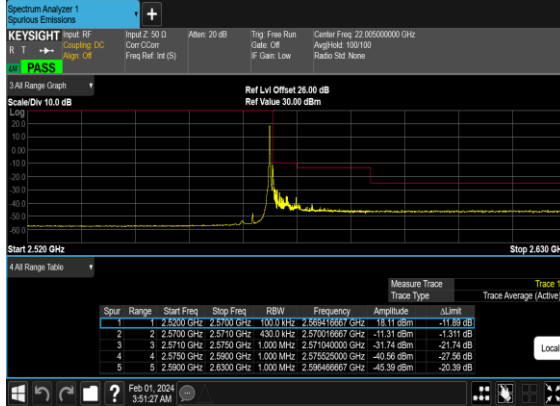 Spectrum Analyzer 1
Spurious Emissions
+
KEYSIGHT Input: RF Input Z: 50 Ω Atten: 20 dB Trig: Free Run Center Freq: 22.005000000 GHz
R T Coupling: DC Corr CCorr Gate: Off Avg|Hold: 100/100
Align: Off Freq Ref: Int (S) IF Gain: Low Radio Std: None
PASS
3 All Range Graph
Ref Lvl Offset 26.00 dB
Scale/Div 10.0 dB Ref Value 30.00 dBm
Log
20.0
10.0
0.00
-10.0
-20.0
-30.0
-40.0
-50.0
-60.0
Start 2.520 GHz Stop 2.630 GH
4 All Range Table
Measure Trace Trace 1
Trace Type Trace Average (Active)
Spur Range Start Freq Stop Freq RBW Frequency Amplitude ΔLimit
1 1 2.5200 GHz 2.5700 GHz 100.0 kHz 2.569416667 GHz 18.11 dBm -11.89 dB
2 2 2.5700 GHz 2.5710 GHz 430.0 kHz 2.570016667 GHz -11.31 dBm -1.311 dB
3 3 2.5710 GHz 2.5750 GHz 1.000 MHz 2.571040000 GHz -31.74 dBm -21.74 dB
4 4 2.5750 GHz 2.5900 GHz 1.000 MHz 2.575525000 GHz -40.56 dBm -27.56 dB
5 5 2.5900 GHz 2.6300 GHz 1.000 MHz 2.596466667 GHz -45.39 dBm -20.39 dB
Local
? Feb 01, 2024
3:51:27 AM